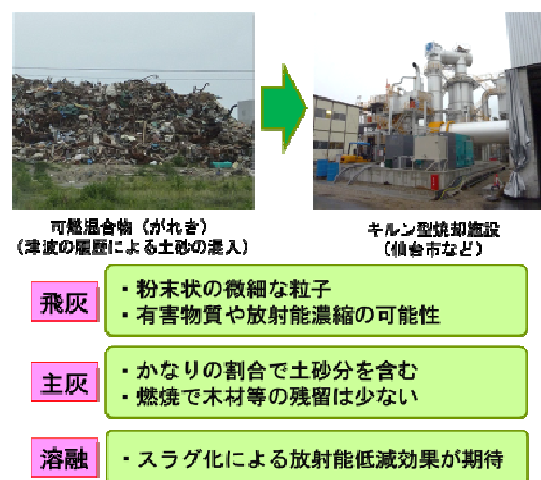 可燃混合物（がれき）
（津波の履歴による土砂の混入）
キルン型焼却施設
（仙台市など）
飛灰
・粉末状の微細な粒子
・有害物質や放射能濃縮の可能性
主灰
・かなりの割合で土砂分を含む
・燃焼で木材等の残留は少ない
溶融
・スラグ化による放射能低減効果が期待